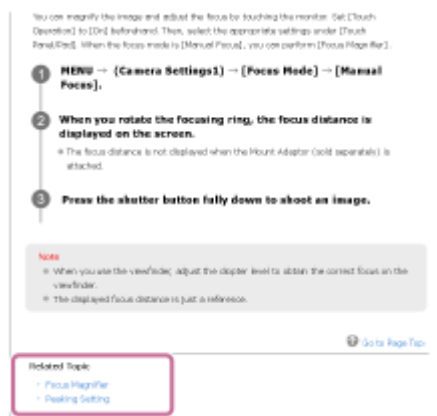 You can magnify the image and adjust the focus by touching the monitor. Set [Touch
Operation] to [On] beforehand. Then, select the appropriate settings under [Touch
Panel/Pad]. When the focus mode is [Manual Focus], you can perform [Focus Magnifier].
1 MENU → (Camera Settings1) → [Focus Mode] → [Manual
Focus].
2 When you rotate the focusing ring, the focus distance is
displayed on the screen.
The focus distance is not displayed when the Mount Adaptor (sold separately) is
attached.
3 Press the shutter button fully down to shoot an image.
Note
When you use the viewfinder, adjust the diopter level to obtain the correct focus on the
viewfinder.
The displayed focus distance is just a reference.
Go to Page Top
Related Topic
Focus Magnifier
Peaking Setting